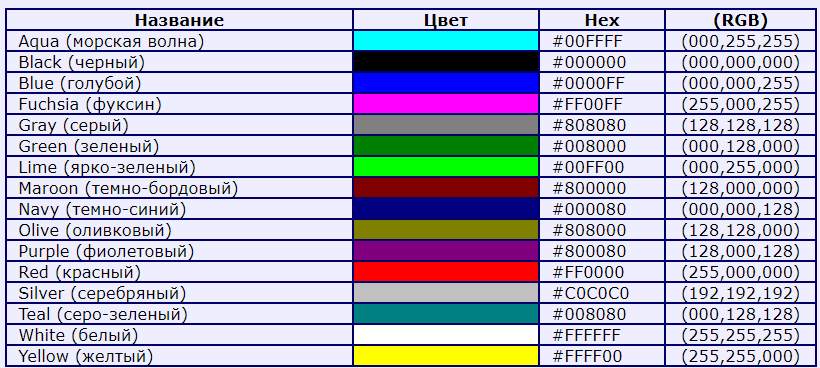 Название Цвет Hex (RGB)
Aqua (морская волна) #00FFFF (000,255,255)
Black (черный) #000000 (000,000,000)
Blue (голубой) #0000FF (000,000,255)
Fuchsia (фуксин) #FF00FF (255,000,255)
Gray (серый) #808080 (128,128,128)
Green (зеленый) #008000 (000,128,000)
Lime (ярко-зеленый) #00FF00 (000,255,000)
Maroon (темно-бордовый) #800000 (128,000,000)
Navy (темно-синий) #000080 (000,000,128)
Olive (оливковый) #808000 (128,128,000)
Purple (фиолетовый) #800080 (128,000,128)
Red (красный) #FF0000 (255,000,000)
Silver (серебряный) #C0C0C0 (192,192,192)
Teal (серо-зеленый) #008080 (000,128,128)
White (белый) #FFFFFF (255,255,255)
Yellow (желтый) #FFFF00 (255,255,000)